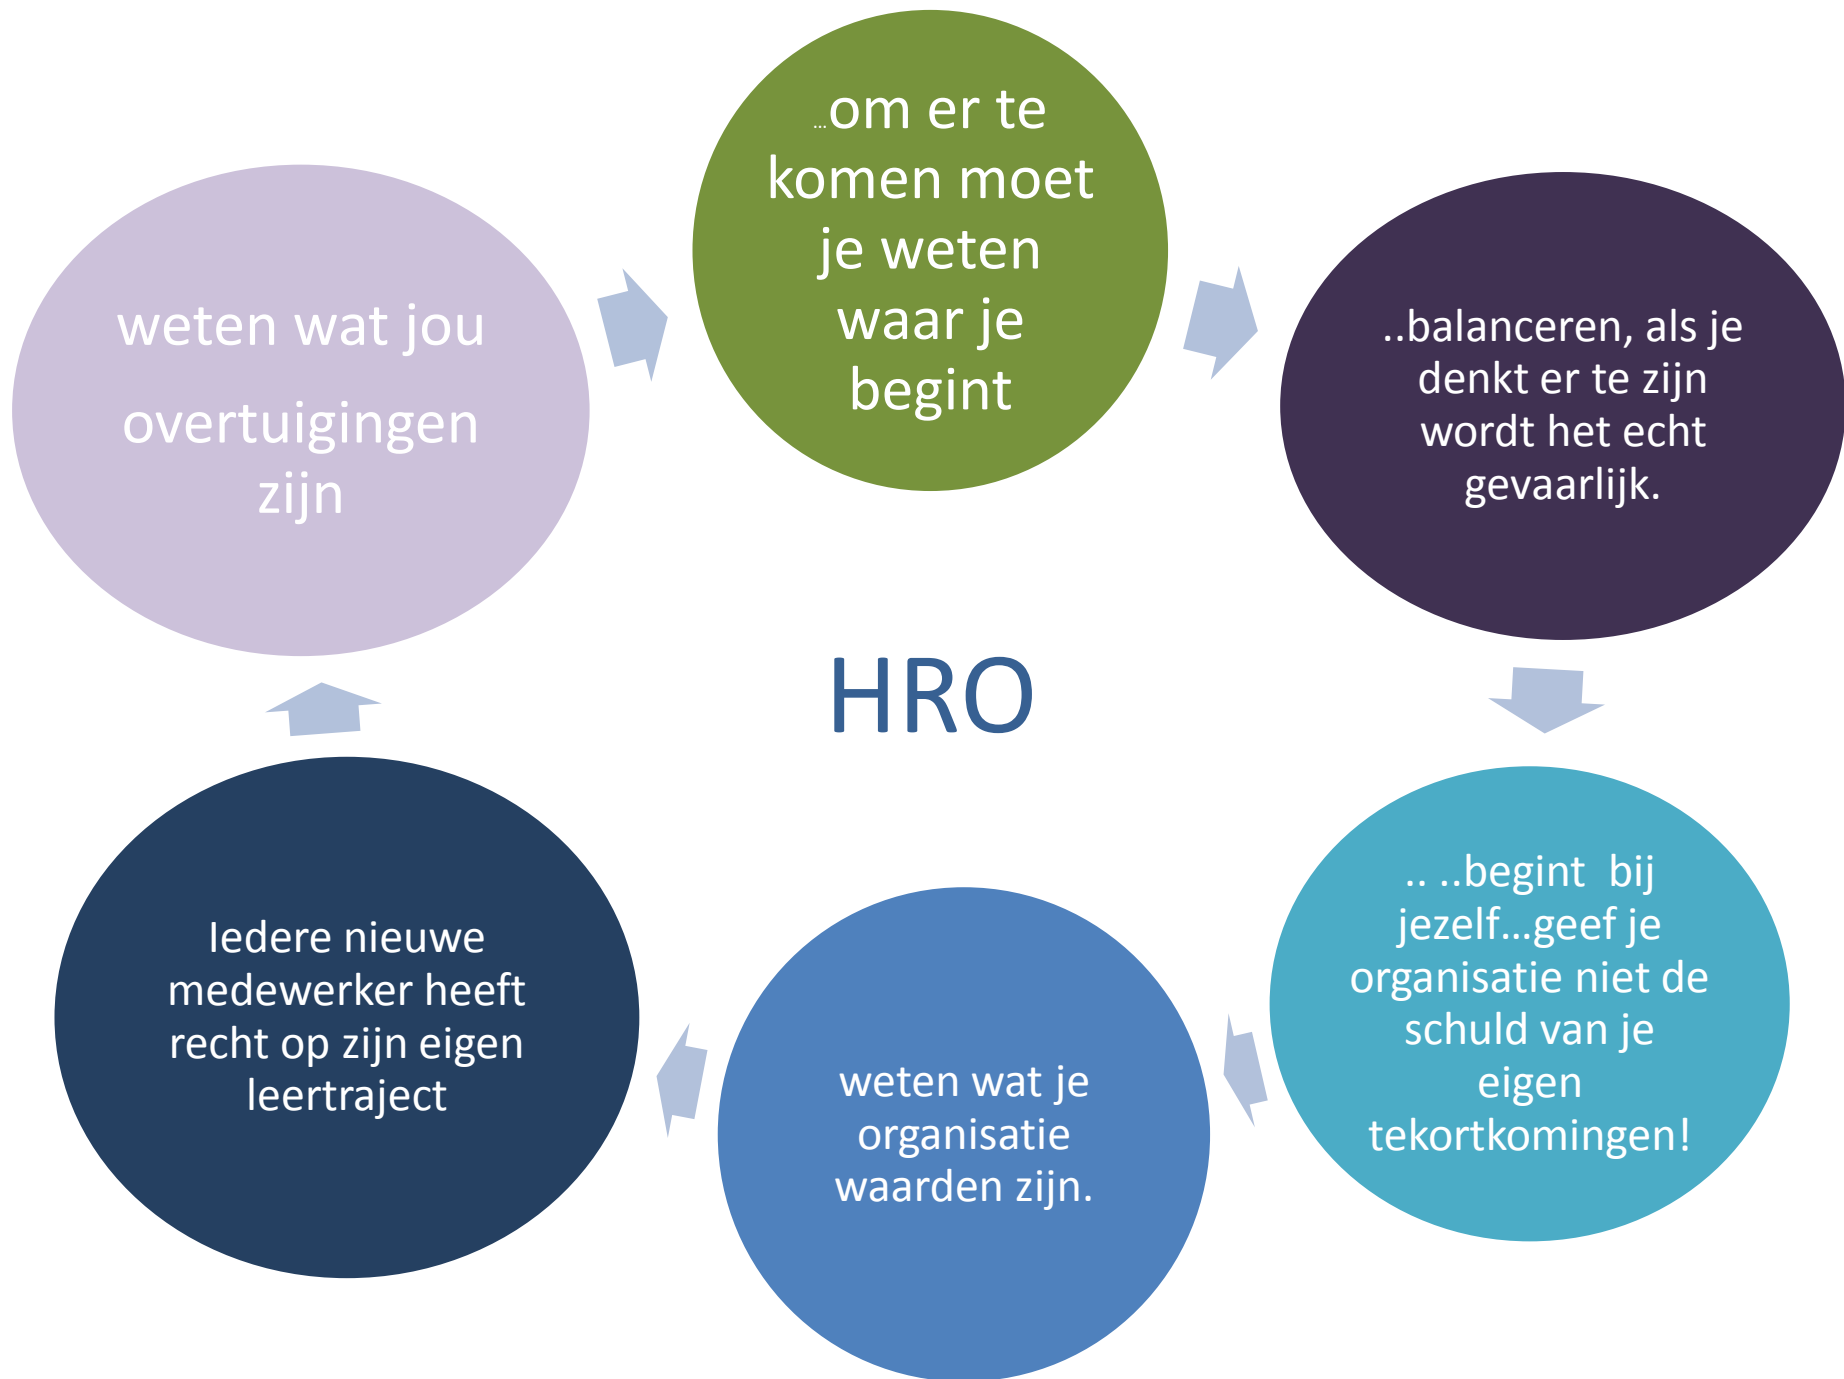 ...om er te
komen moet
je weten
waar je
begint
..balanceren, als je
denkt er te zijn
wordt het echt
gevaarlijk.
.. ..begint  bij
jezelf...geef je
organisatie niet de
schuld van je
eigen
tekortkomingen!
weten wat je
organisatie
waarden zijn.
Iedere nieuwe
medewerker heeft
recht op zijn eigen
leertraject
weten wat jou
overtuigingen
zijn
HRO